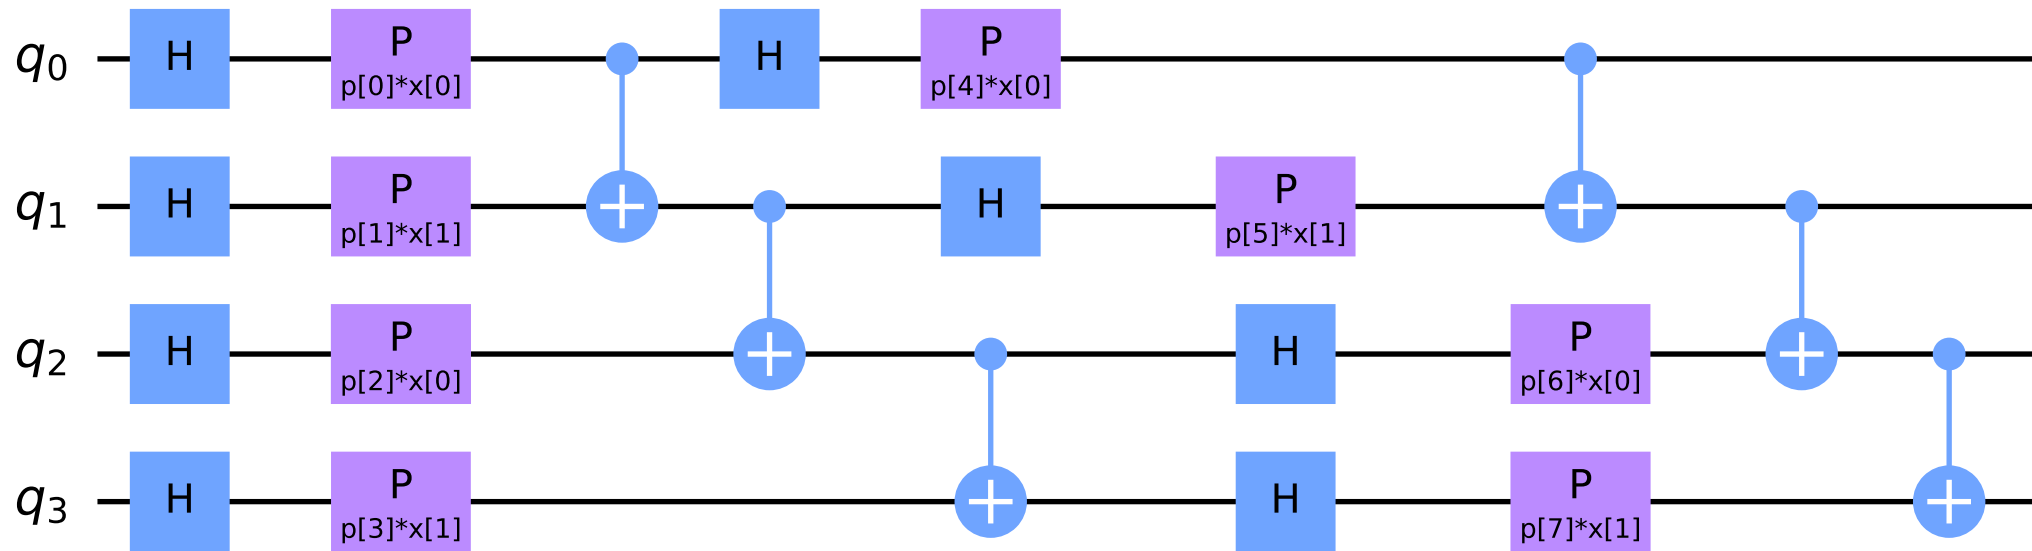 q0 H P p[0]*x[0] H P p[4]*x[0]
q1 H P p[1]*x[1] H P p[5]*x[1]
q2 H P p[2]*x[0] H P p[6]*x[0]
q3 H P p[3]*x[1] H P p[7]*x[1]